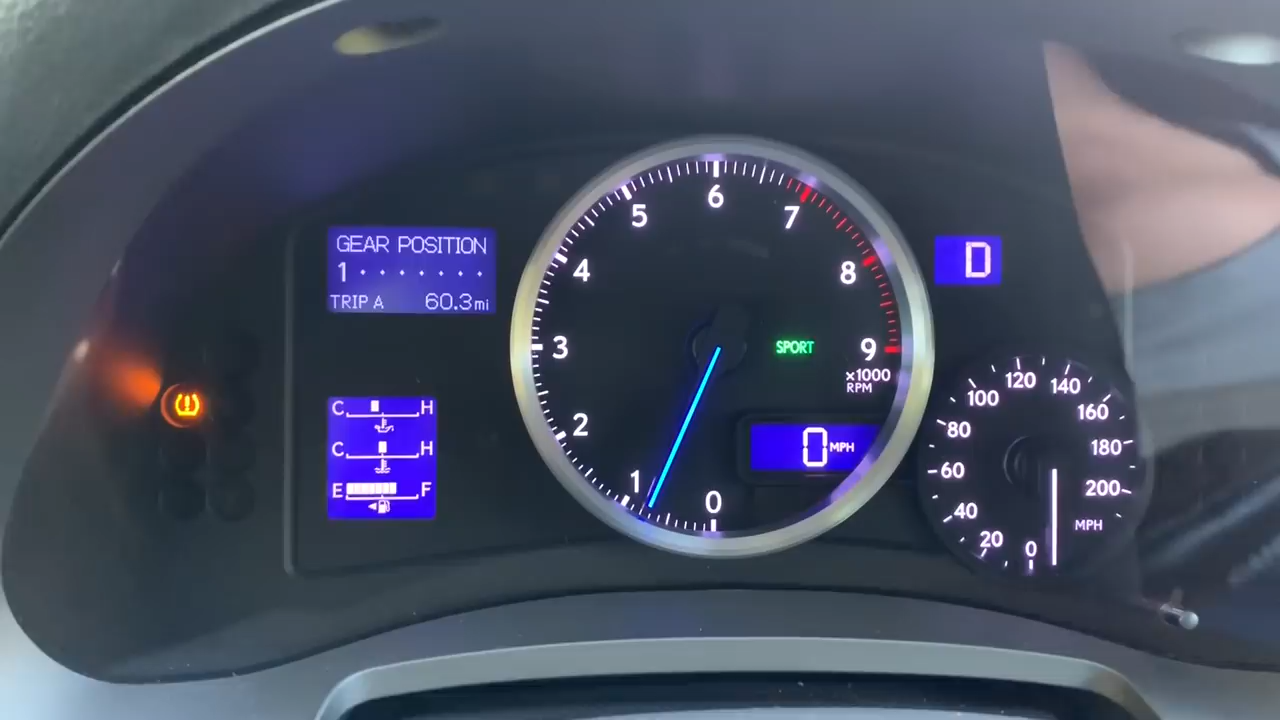 GEAR POSITION
1 · · · · · · ·
TRIP A 60.3mi
C H
C H
E F
0
1
2
3
4
5
6
7
8
9
×1000
RPM
SPORT
0 MPH
D
0
20
40
60
80
100
120
140
160
180
200
MPH